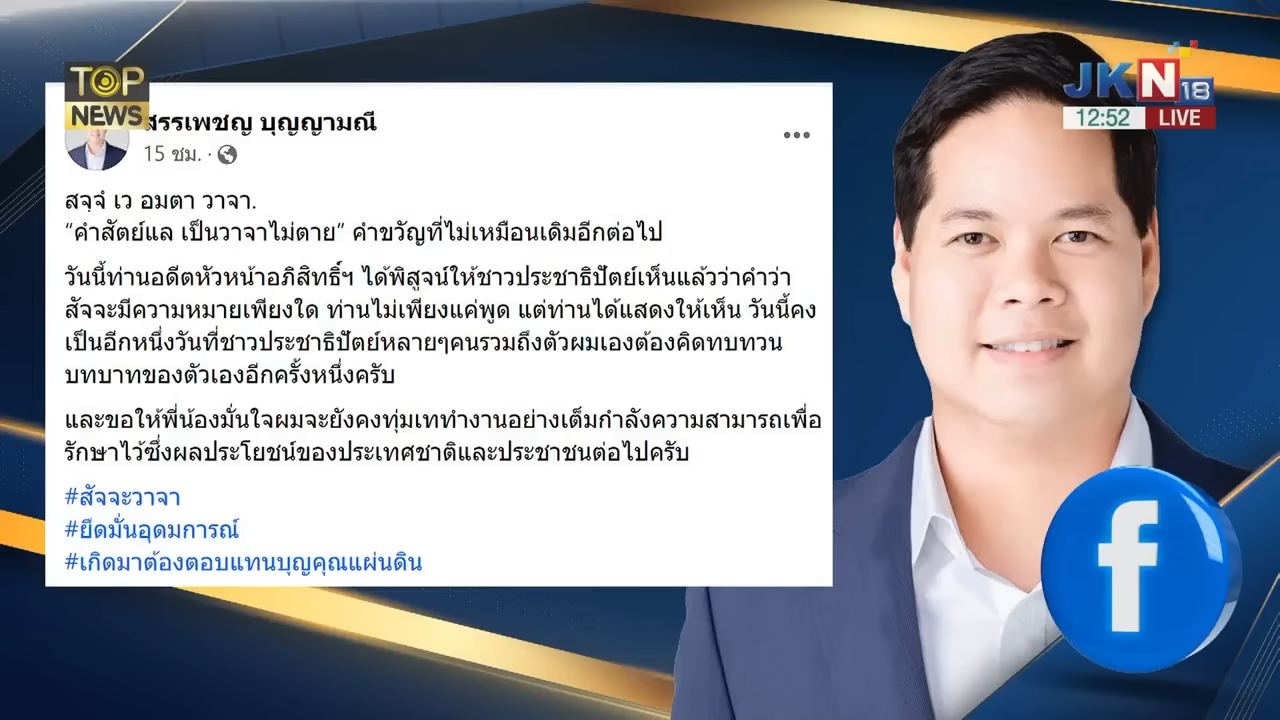 TOP
NEWS
JKN18
12:52 LIVE
สรรเพชญ บุญญามณี
15 ชม.
สจฺจํ เว อมตา วาจา.
“คำสัตย์แล เป็นวาจาไม่ตาย” คำขวัญที่ไม่เหมือนเดิมอีกต่อไป
วันนี้ท่านอดีตหัวหน้าอภิสิทธิ์ฯ ได้พิสูจน์ให้ชาวประชาธิปัตย์เห็นแล้วว่าคำว่า
สัจจะมีความหมายเพียงใด ท่านไม่เพียงแค่พูด แต่ท่านได้แสดงให้เห็น วันนี้คง
เป็นอีกหนึ่งวันที่ชาวประชาธิปัตย์หลายๆคนรวมถึงตัวผมเองต้องคิดทบทวน
บทบาทของตัวเองอีกครั้งหนึ่งครับ
และขอให้พี่น้องมั่นใจผมจะยังคงทุ่มเททำงานอย่างเต็มกำลังความสามารถเพื่อ
รักษาไว้ซึ่งผลประโยชน์ของประเทศชาติและประชาชนต่อไปครับ
#สัจจะวาจา
#ยึดมั่นอุดมการณ์
#เกิดมาต้องตอบแทนบุญคุณแผ่นดิน
f